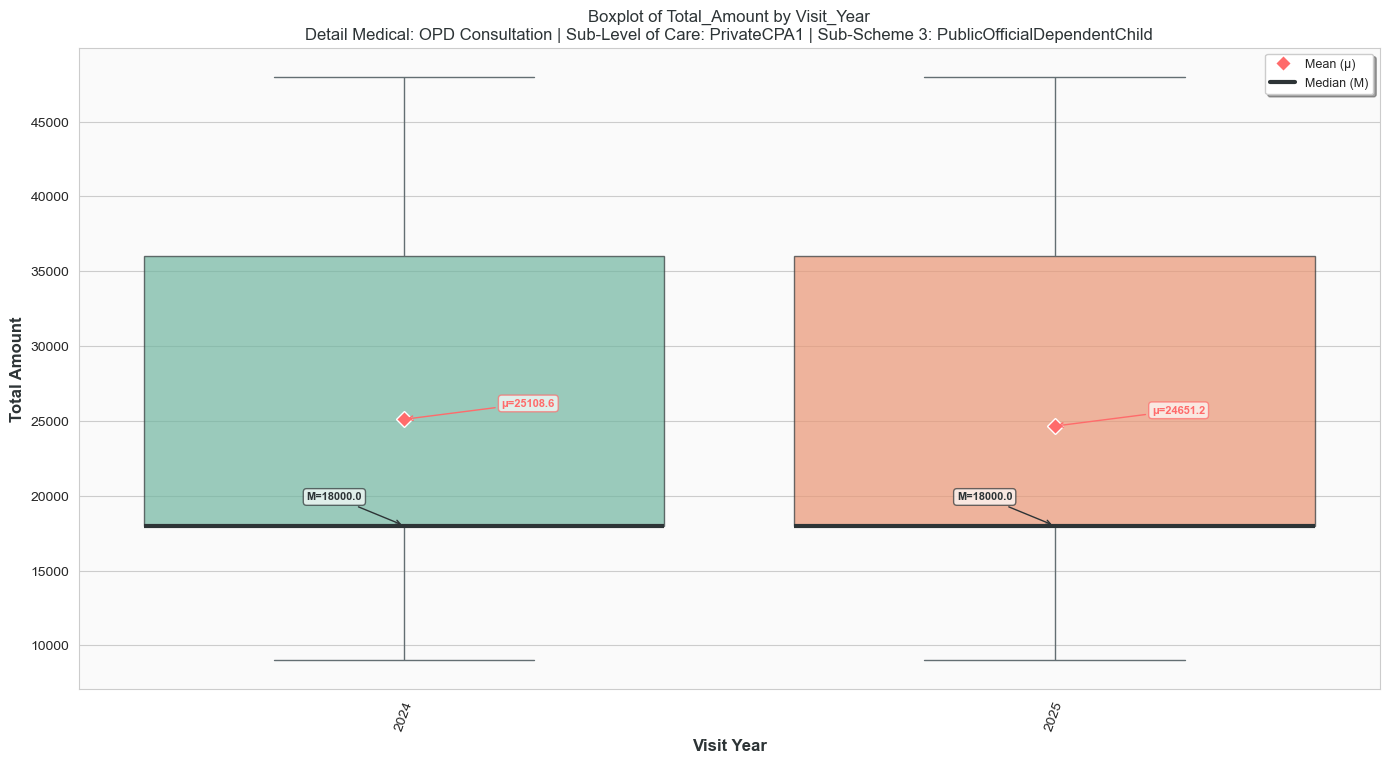 Boxplot of Total_Amount by Visit_Year
Detail Medical: OPD Consultation | Sub-Level of Care: PrivateCPA1 | Sub-Scheme 3: PublicOfficialDependentChild
Mean (μ)
Median (M)
Total Amount
45000
40000
35000
30000
25000
20000
15000
10000
μ=25108.6
M=18000.0
μ=24651.2
M=18000.0
2024
2025
Visit Year